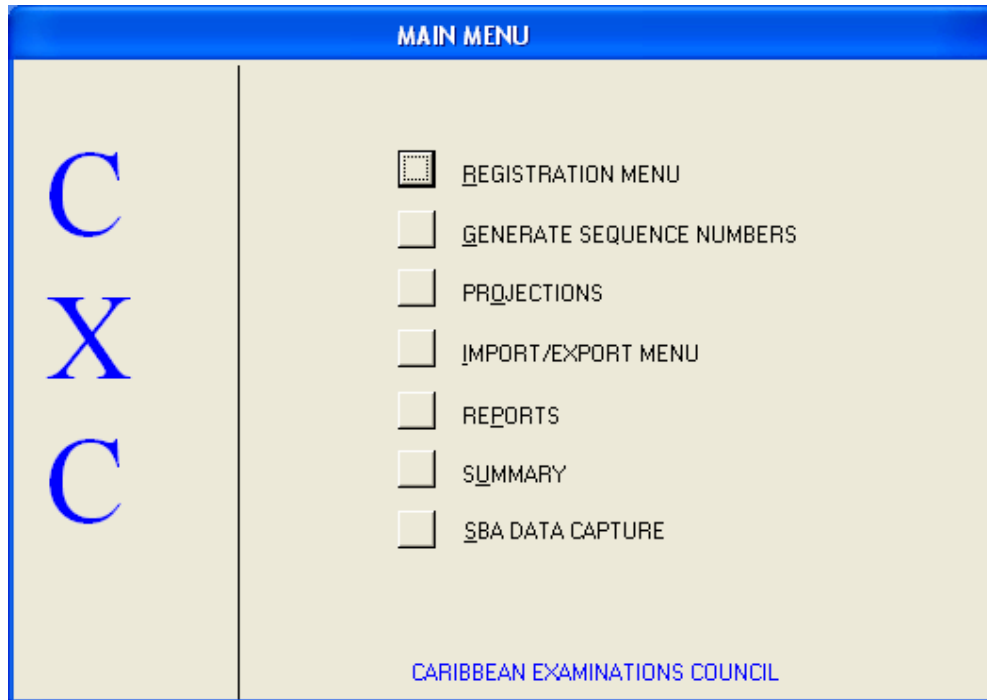 MAIN MENU
C
X
C
REGISTRATION MENU
GENERATE SEQUENCE NUMBERS
PROJECTIONS
IMPORT/EXPORT MENU
REPORTS
SUMMARY
SBA DATA CAPTURE
CARIBBEAN EXAMINATIONS COUNCIL